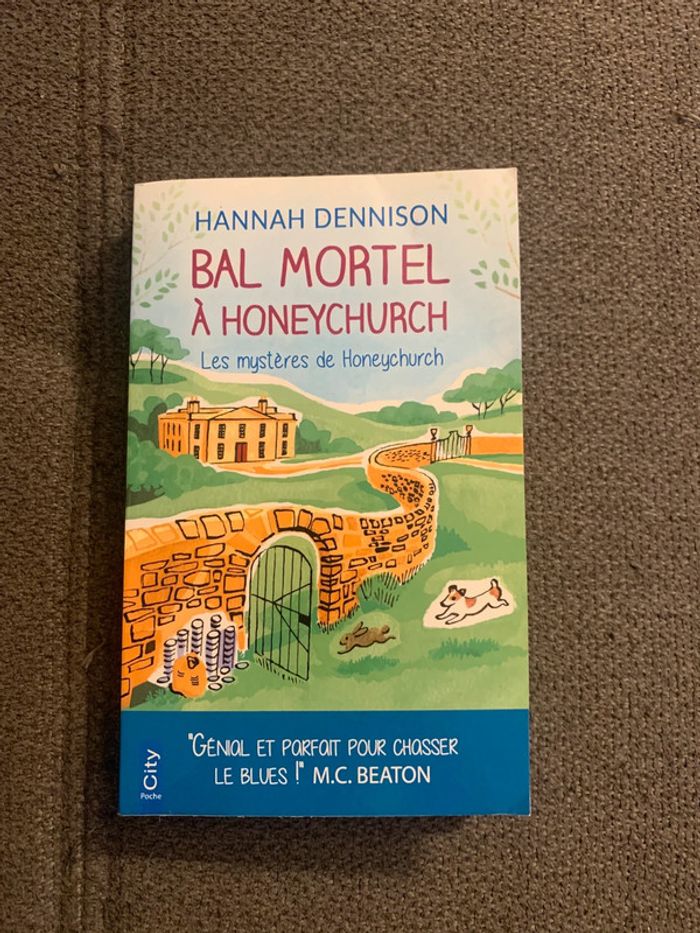 HANNAH DENNISON
BAL MORTEL
À HONEYCHURCH
Les mystères de Honeychurch
"GÉNIAL ET PARFAIT POUR CHASSER
LE BLUES !" M.C. BEATON
City
Poche